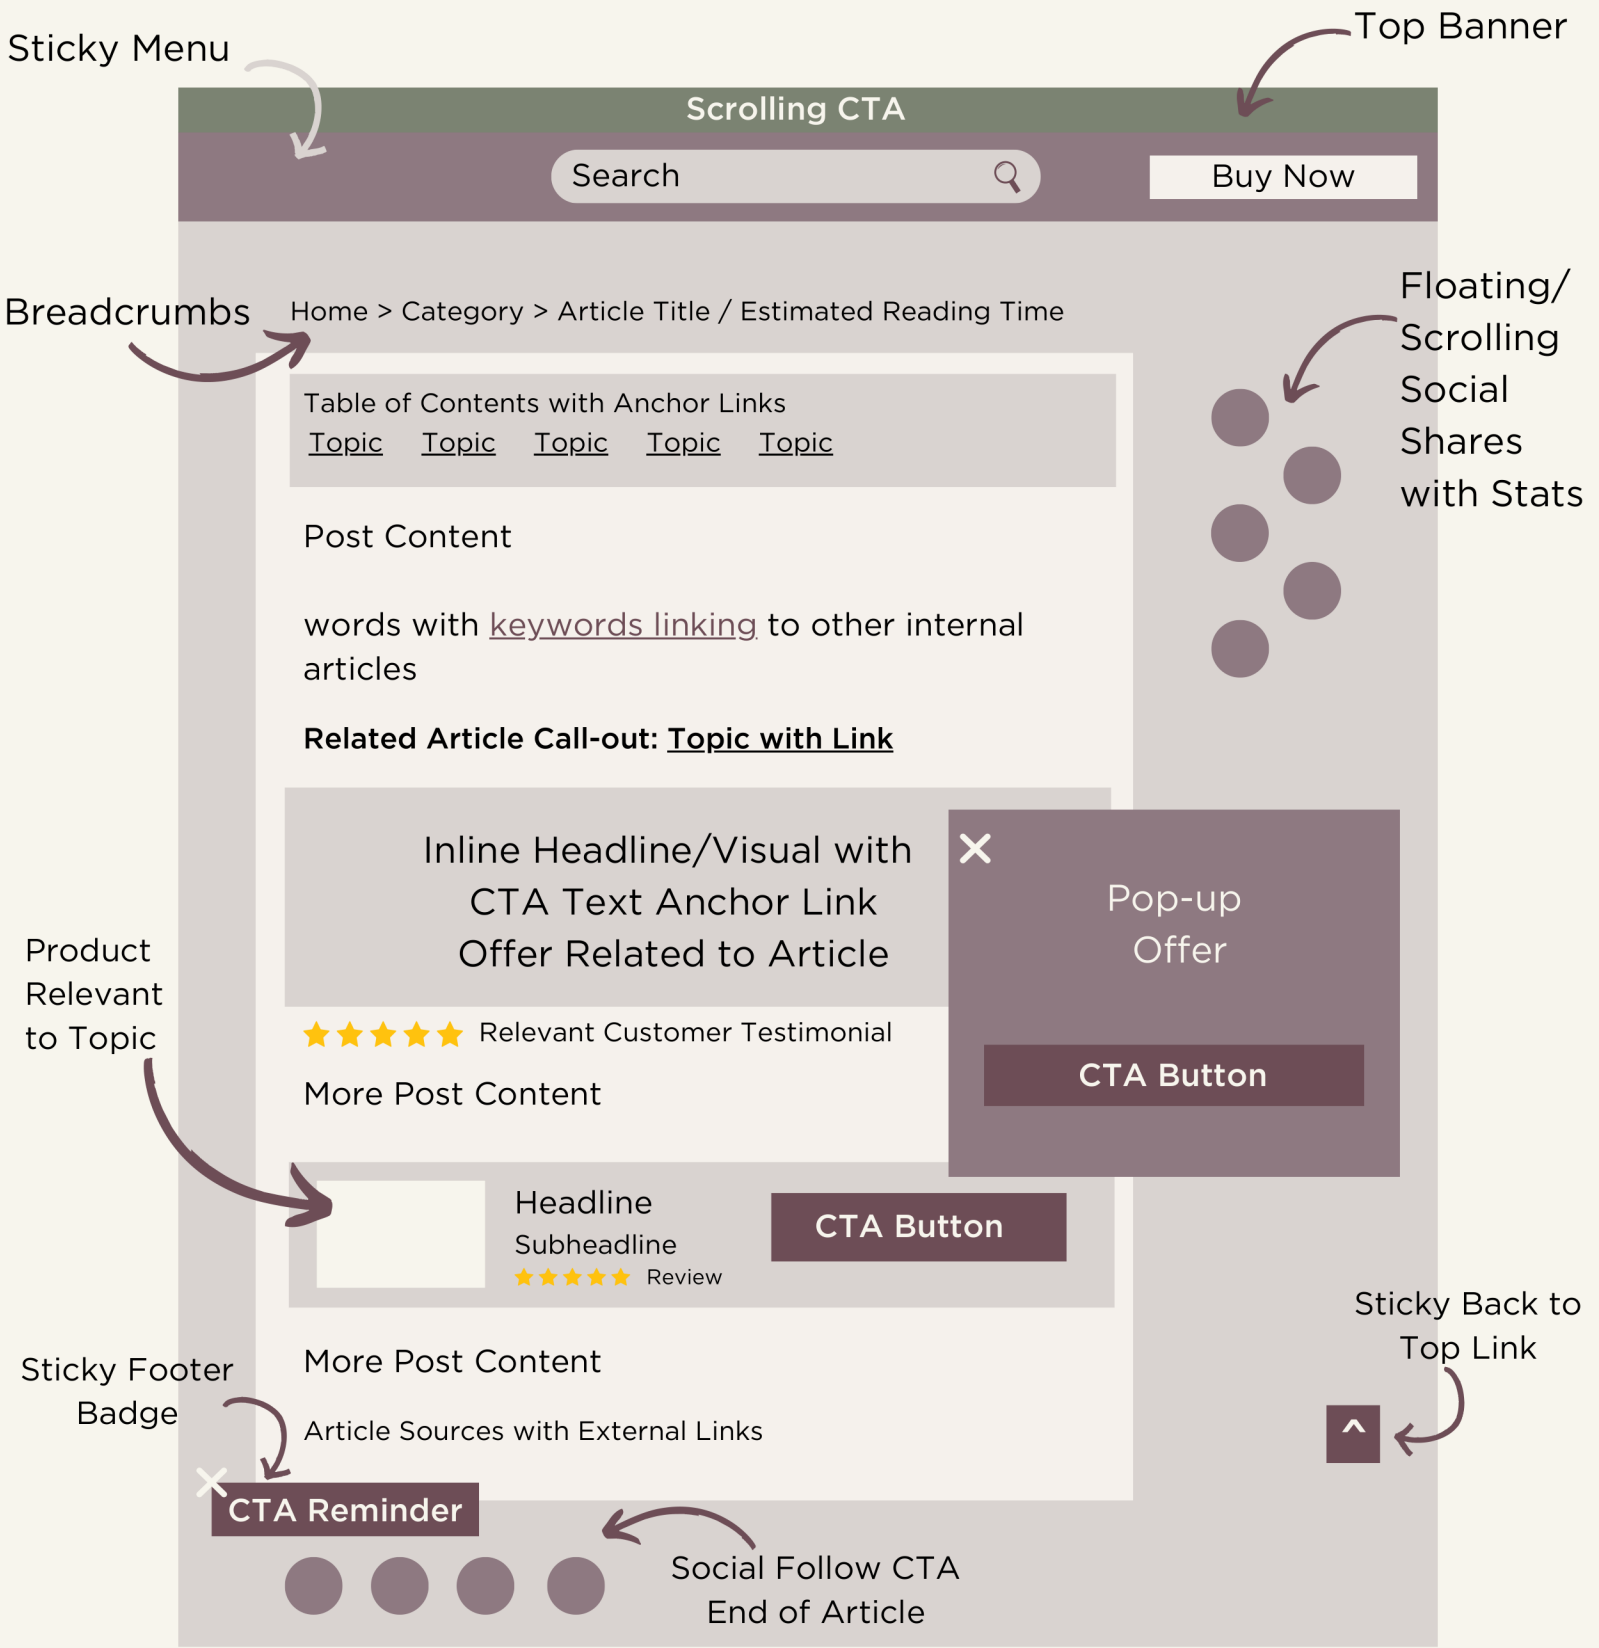 Sticky Menu
Top Banner
Scrolling CTA
Search
Buy Now
Breadcrumbs
Home > Category > Article Title / Estimated Reading Time
Floating/
Scrolling
Social
Shares
with Stats
Table of Contents with Anchor Links
Topic Topic Topic Topic Topic
Post Content
words with keywords linking to other internal
articles
Related Article Call-out: Topic with Link
Inline Headline/Visual with
CTA Text Anchor Link
Offer Related to Article
Pop-up
Offer
CTA Button
Product
Relevant
to Topic
Relevant Customer Testimonial
More Post Content
Headline
Subheadline
Review
CTA Button
Sticky Back to
Top Link
^
More Post Content
Sticky Footer
Badge
Article Sources with External Links
CTA Reminder
Social Follow CTA
End of Article